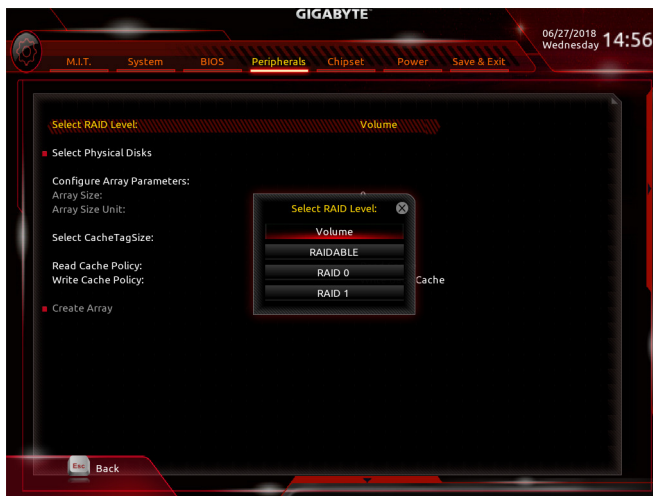 GIGABYTE™
06/27/2018
Wednesday
14:56
M.I.T. System BIOS Peripherals Chipset Power Save & Exit
Select RAID Level: Volume
Select Physical Disks
Configure Array Parameters:
Array Size:
Array Size Unit:
Select CacheTagSize:
Read Cache Policy:
Write Cache Policy: Cache
Create Array
Select RAID Level:
Volume
RAIDABLE
RAID 0
RAID 1
Esc Back